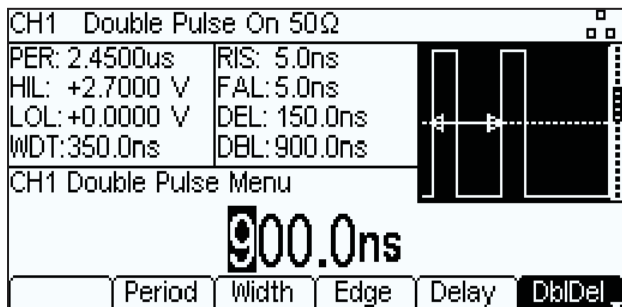 CH1 Double Pulse On 50Ω
PER: 2.4500us RIS: 5.0ns
HIL: +2.7000 V FAL: 5.0ns
LOL: +0.0000 V DEL: 150.0ns
WDT: 350.0ns DBL: 900.0ns
CH1 Double Pulse Menu
900.0ns
Period Width Edge Delay DblDel